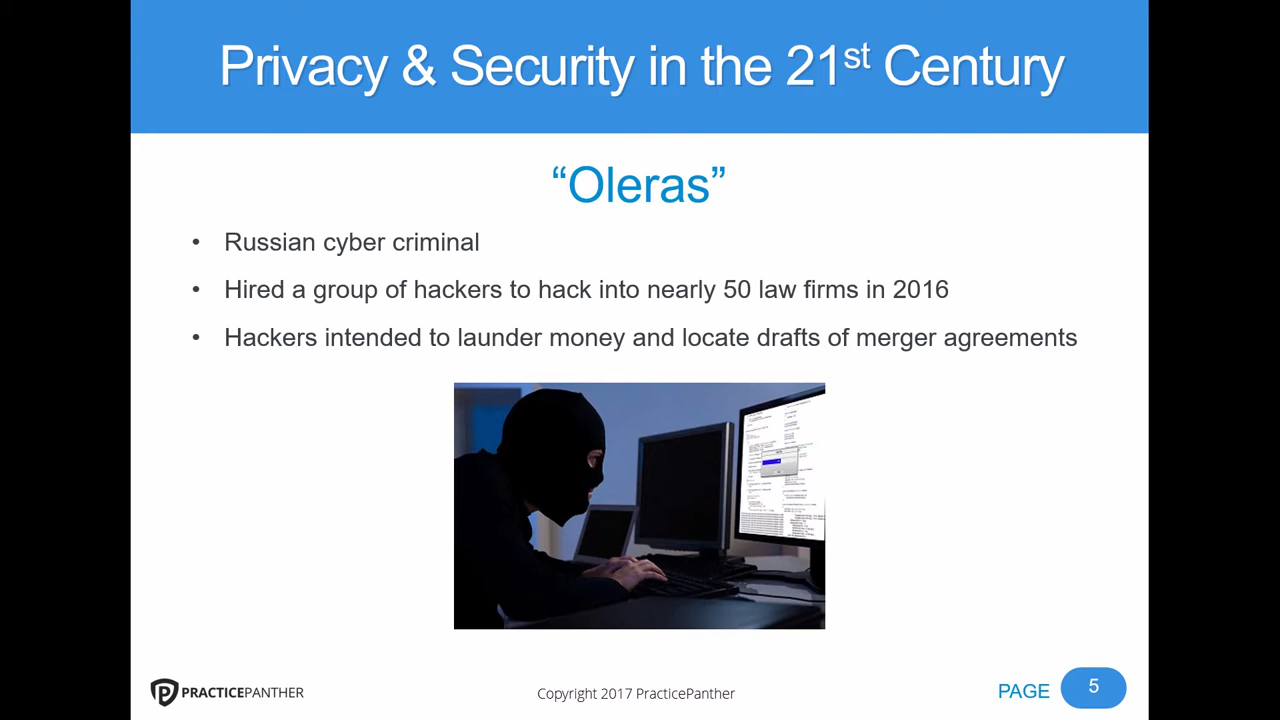 Privacy & Security in the 21st Century
“Oleras”
• Russian cyber criminal
• Hired a group of hackers to hack into nearly 50 law firms in 2016
• Hackers intended to launder money and locate drafts of merger agreements
PRACTICEPANTHER
Copyright 2017 PracticePanther
PAGE 5